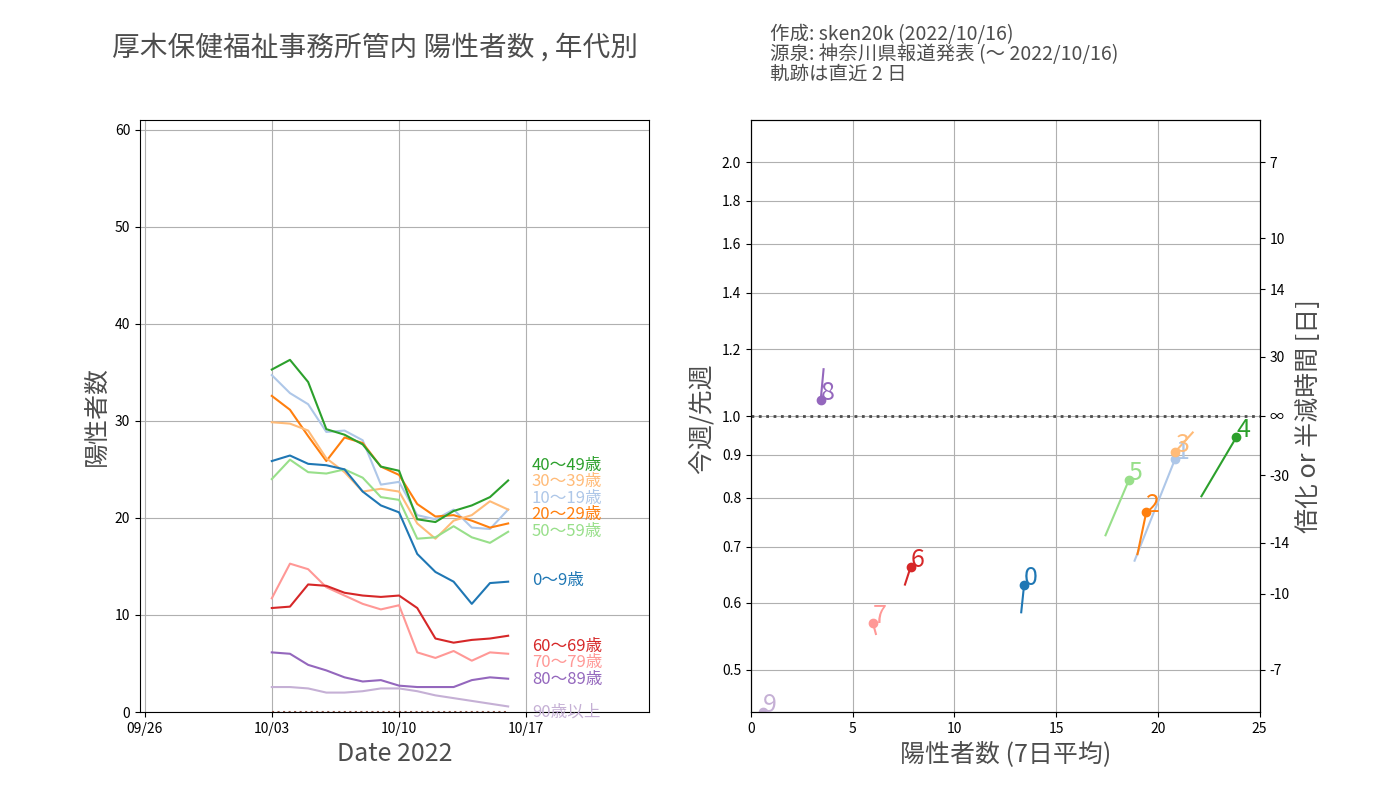 厚木保健福祉事務所管内 陽性者数 , 年代別
作成: sken20k (2022/10/16)
源泉: 神奈川県報道発表 (～ 2022/10/16)
軌跡は直近 2 日
陽性者数
60
50
40
30
20
10
0
09/26
10/03
10/10
10/17
Date 2022
40～49歳
30～39歳
10～19歳
20～29歳
50～59歳
0～9歳
60～69歳
70～79歳
80～89歳
90歳以上
今週/先週
2.0
1.8
1.6
1.4
1.2
1.0
0.9
0.8
0.7
0.6
0.5
8
4
3
1
5
2
6
0
7
9
0
5
10
15
20
25
陽性者数 (7日平均)
7
10
14
30
∞
-30
-14
-10
-7
倍化 or 半減時間 [日]